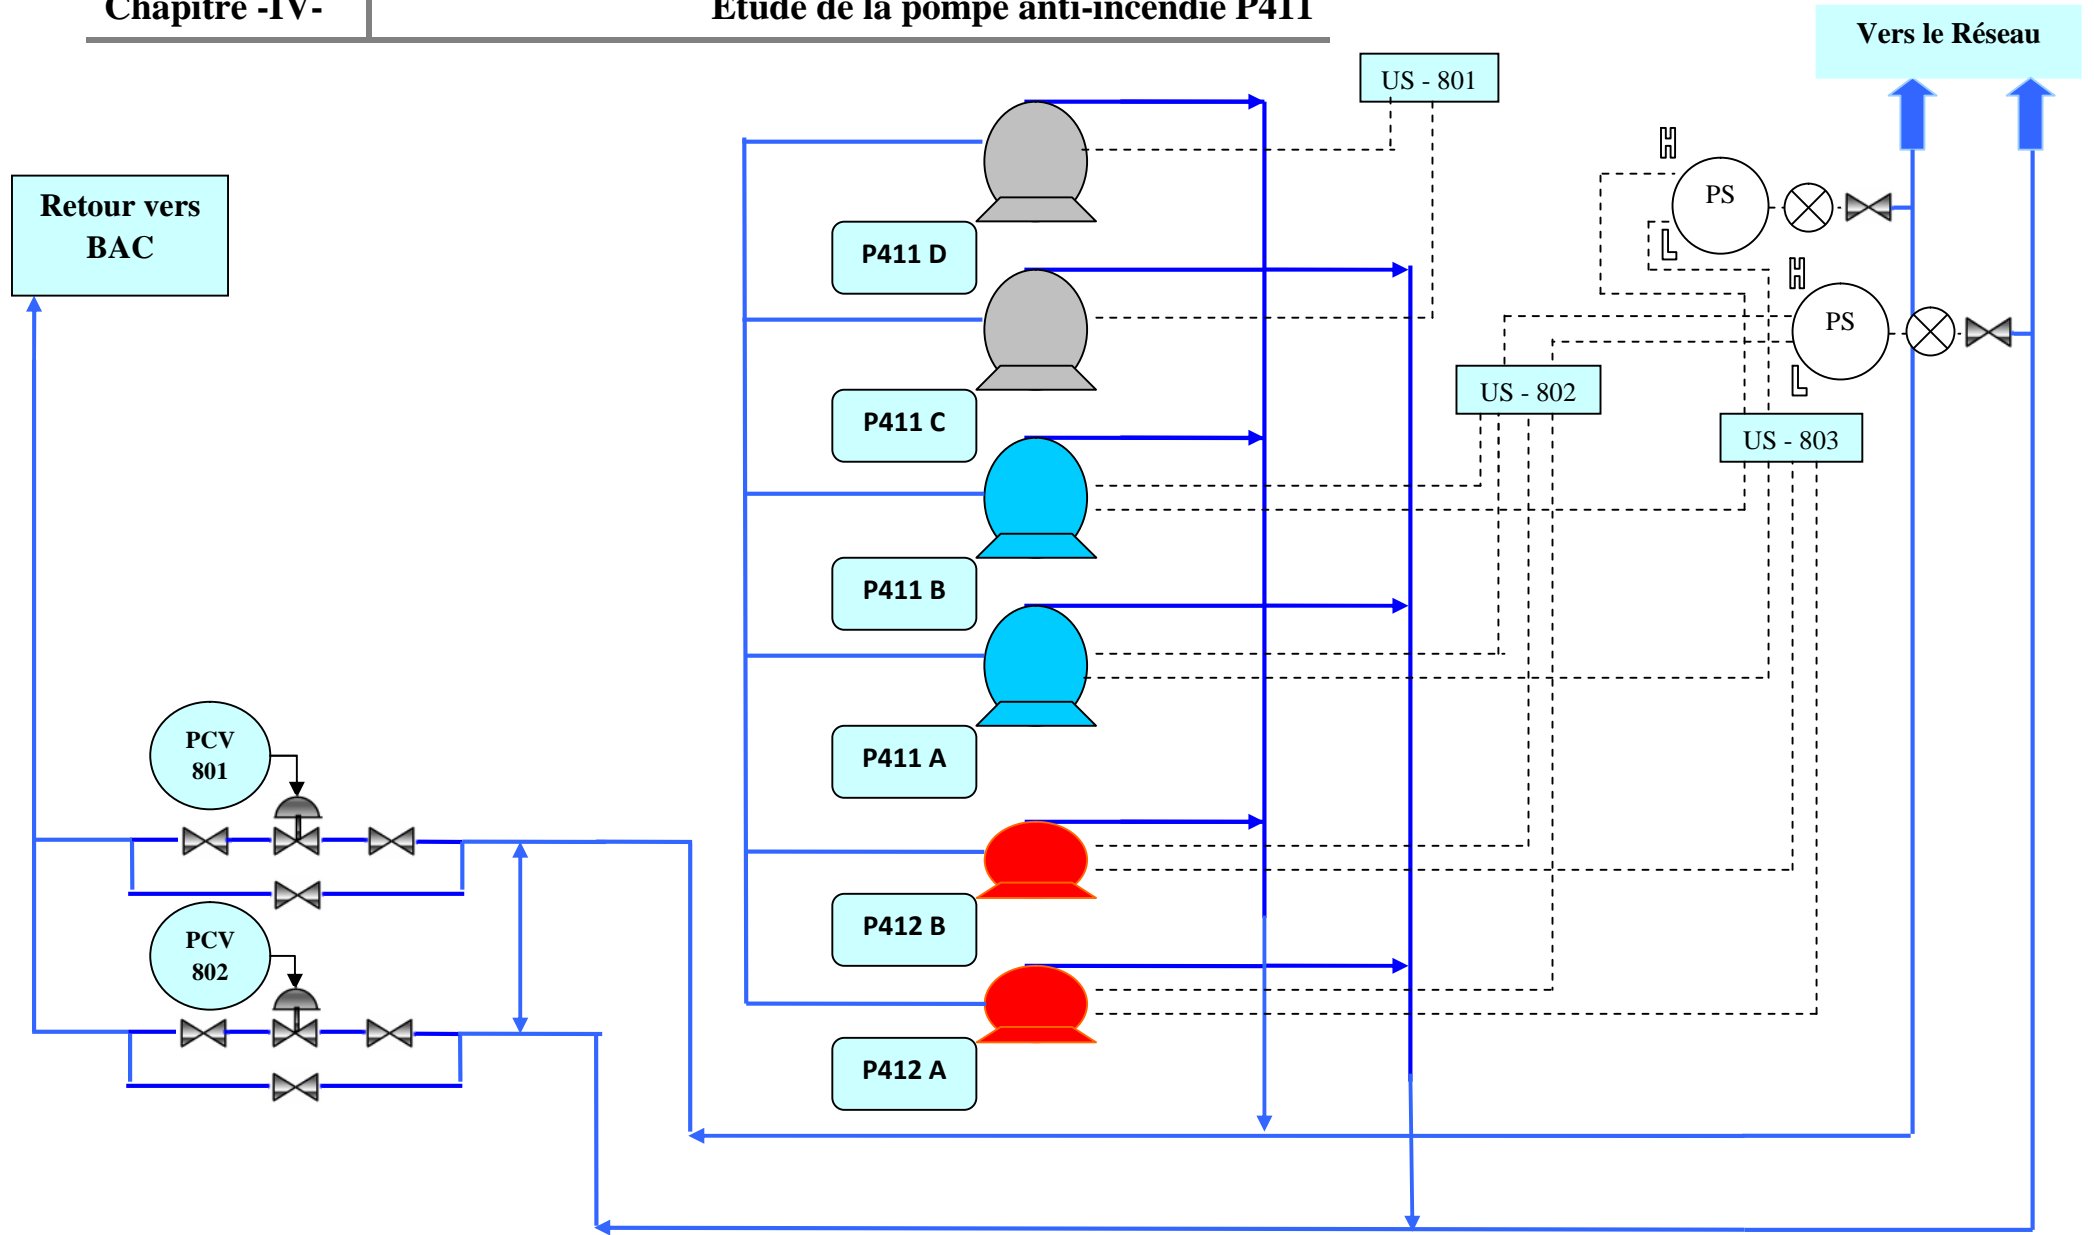 Chapitre -IV-
Etude de la pompe anti-incendie P411
Vers le Réseau
US - 801
H
PS
L
Retour vers
BAC
P411 D
H
PS
L
P411 C
US - 802
US - 803
P411 B
P411 A
PCV
801
P412 B
PCV
802
P412 A